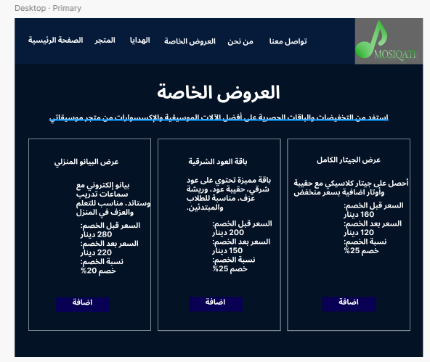 Desktop - Primary
الصفحة الرئيسية المتجر الهدايا العروض الخاصة من نحن تواصل معنا
MOSIQATE
العروض الخاصة
استفد من التخفيضات والباقات الحصرية على أفضل الآلات الموسيقية والإكسسوارات من متجر موسيقاتي
عرض الجيتار الكامل
أحصل على جيتار كلاسيكي مع حقيبة
وأوتار اضافية بسعر منخفض
السعر قبل الخصم:
160 دينار
السعر بعد الخصم:
120 دينار
نسبة الخصم:
خصم 25%
اضافة
باقة العود الشرقية
باقة مميزة تحتوي على عود
شرقي، حقيبة عود، وريشة
عزف، مناسبة للطلاب
والمبتدئين.
السعر قبل الخصم:
200 دينار
السعر بعد الخصم:
150 دينار
نسبة الخصم:
خصم 25%
اضافة
عرض البيانو المنزلي
بيانو إلكتروني مع
سماعات تدريب
وستاند، مناسب للتعلم
والعزف في المنزل
السعر قبل الخصم:
280 دينار
السعر بعد الخصم:
220 دينار
نسبة الخصم:
خصم 20%
اضافة